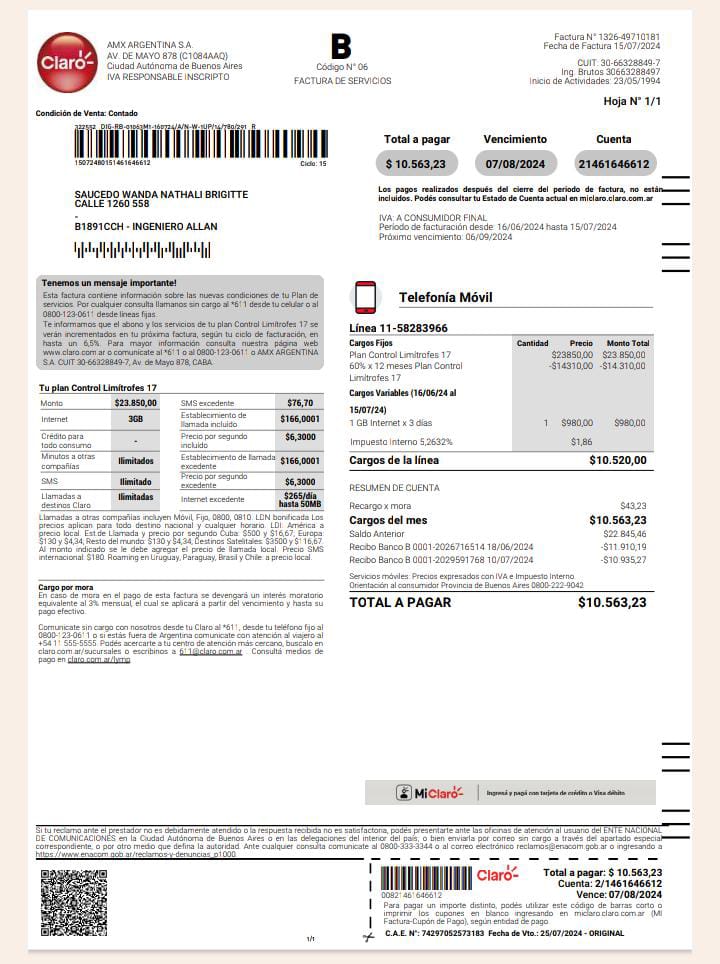 Claro
AMX ARGENTINA S.A.
AV. DE MAYO 878 (C1084AAQ)
Ciudad Autónoma de Buenos Aires
IVA RESPONSABLE INSCRIPTO
B
Código N° 06
FACTURA DE SERVICIOS
Factura N° 1326-49710181
Fecha de Factura 15/07/2024
CUIT: 30-66328849-7
Ing. Brutos 30663288497
Inicio de Actividades: 23/05/1994
Hoja N° 1/1
Condición de Venta: Contado
322552 DIG-RB-01063M1-160724/A/N-W-1UP/14/780/291 R
15072480151461646612
Ciclo: 15
Total a pagar
Vencimiento
Cuenta
$ 10.563,23
07/08/2024
21461646612
SAUCEDO WANDA NATHALI BRIGITTE
CALLE 1260 558
-
B1891CCH - INGENIERO ALLAN
Los pagos realizados después del cierre del período de factura, no están
incluidos. Podés consultar tu Estado de Cuenta actual en miclaro.claro.com.ar
IVA: A CONSUMIDOR FINAL
Período de facturación desde 16/06/2024 hasta 15/07/2024
Próximo vencimiento: 06/09/2024
Tenemos un mensaje importante!
Esta factura contiene información sobre las nuevas condiciones de tu Plan de
servicios. Por cualquier consulta llamanos sin cargo al *611 desde tu celular o al
0800-123-0611 desde líneas fijas.
Te informamos que el abono y los servicios de tu plan Control Limítrofes 17 se
verán incrementados en tu próxima factura, según tu ciclo de facturación, en
hasta un 6,5%. Para mayor información consultá nuestra página web
www.claro.com.ar o comunicate al *611 o al 0800-123-0611 o AMX ARGENTINA
S.A. CUIT 30-66328849-7, Av. de Mayo 878, CABA.
Tu plan Control Limítrofes 17
Monto $23.850,00 SMS excedente $76,70
Internet 3GB Establecimiento de llamada incluido $166,0001
Crédito para todo consumo - Precio por segundo incluido $6,3000
Minutos a otras compañías Ilimitados Establecimiento de llamada excedente $166,0001
SMS Ilimitado Precio por segundo excedente $6,3000
Llamadas a destinos Claro Ilimitadas Internet excedente $265/día hasta 50MB
Llamadas a otras compañías incluyen Móvil, Fijo, 0800, 0810. LDN bonificada Los
precios aplican para todo destino nacional y cualquier horario. LDI: América a
precio local. Est.de Llamada y precio por segundo Cuba: $500 y $16,67; Europa:
$130 y $4,34; Resto del mundo: $130 y $4,34; Destinos Satelitales: $3500 y $116,67.
Al monto indicado se le debe agregar el precio de llamada local. Precio SMS
internacional: $180. Roaming en Uruguay, Paraguay, Brasil y Chile: a precio local.
Cargo por mora
En caso de mora en el pago de esta factura se devengará un interés moratorio
equivalente al 3% mensual, el cual se aplicará a partir del vencimiento y hasta su
pago efectivo.
Comunicate sin cargo con nosotros desde tu Claro al *611, desde tu teléfono fijo al
0800-123-0611 o si estás fuera de Argentina comunicate con atención al viajero al
+54 11 555-5555. Podés acercarte a tu centro de atención más cercano, buscalo en
claro.com.ar/sucursales o escribinos a 611@claro.com.ar . Consultá medios de
pago en claro.com.ar/lymp
Telefonía Móvil
Línea 11-58283966
Cargos Fijos Cantidad Precio Monto Total
Plan Control Limítrofes 17 $23850,00 $23.850,00
60% x 12 meses Plan Control -$14310,00 -$14.310,00
Limítrofes 17
Cargos Variables (16/06/24 al
15/07/24)
1 GB Internet x 3 días 1 $980,00 $980,00
Impuesto Interno 5,2632% $1,86
Cargos de la línea $10.520,00
RESUMEN DE CUENTA
Recargo x mora $43,23
Cargos del mes $10.563,23
Saldo Anterior $22.845,46
Recibo Banco B 0001-2026716514 18/06/2024 -$11.910,19
Recibo Banco B 0001-2029591768 10/07/2024 -$10.935,27
Servicios móviles: Precios expresados con IVA e Impuesto Interno
Orientación al consumidor Provincia de Buenos Aires 0800-222-9042
TOTAL A PAGAR $10.563,23
MiClaro
Ingresá y pagá con tarjeta de crédito o Visa débito
Si tu reclamo ante el prestador no es debidamente atendido o la respuesta recibida no es satisfactoria, podés presentarte ante las oficinas de atención al usuario del ENTE NACIONAL
DE COMUNICACIONES en la Ciudad Autónoma de Buenos Aires o en las delegaciones del interior del país, o bien enviarla por correo sin cargo a través del apartado especial
correspondiente, o por otro medio que defina la autoridad. Ante cualquier consulta comunicate al 0800-333-3344 o al correo electrónico reclamos@enacom.gob.ar o ingresando a
https://www.enacom.gob.ar/reclamos-y-denuncias_p1000
00821461646612
Claro
Total a pagar: $ 10.563,23
Cuenta: 2/1461646612
Vence: 07/08/2024
Para pagar un importe distinto, podés utilizar este código de barras corto o
imprimir los cupones en blanco ingresando en miclaro.claro.com.ar (Mi
Factura-Cupón de Pago), según entidad de pago.
C.A.E. N°: 74297052573183 Fecha de Vto.: 25/07/2024 - ORIGINAL
1/1